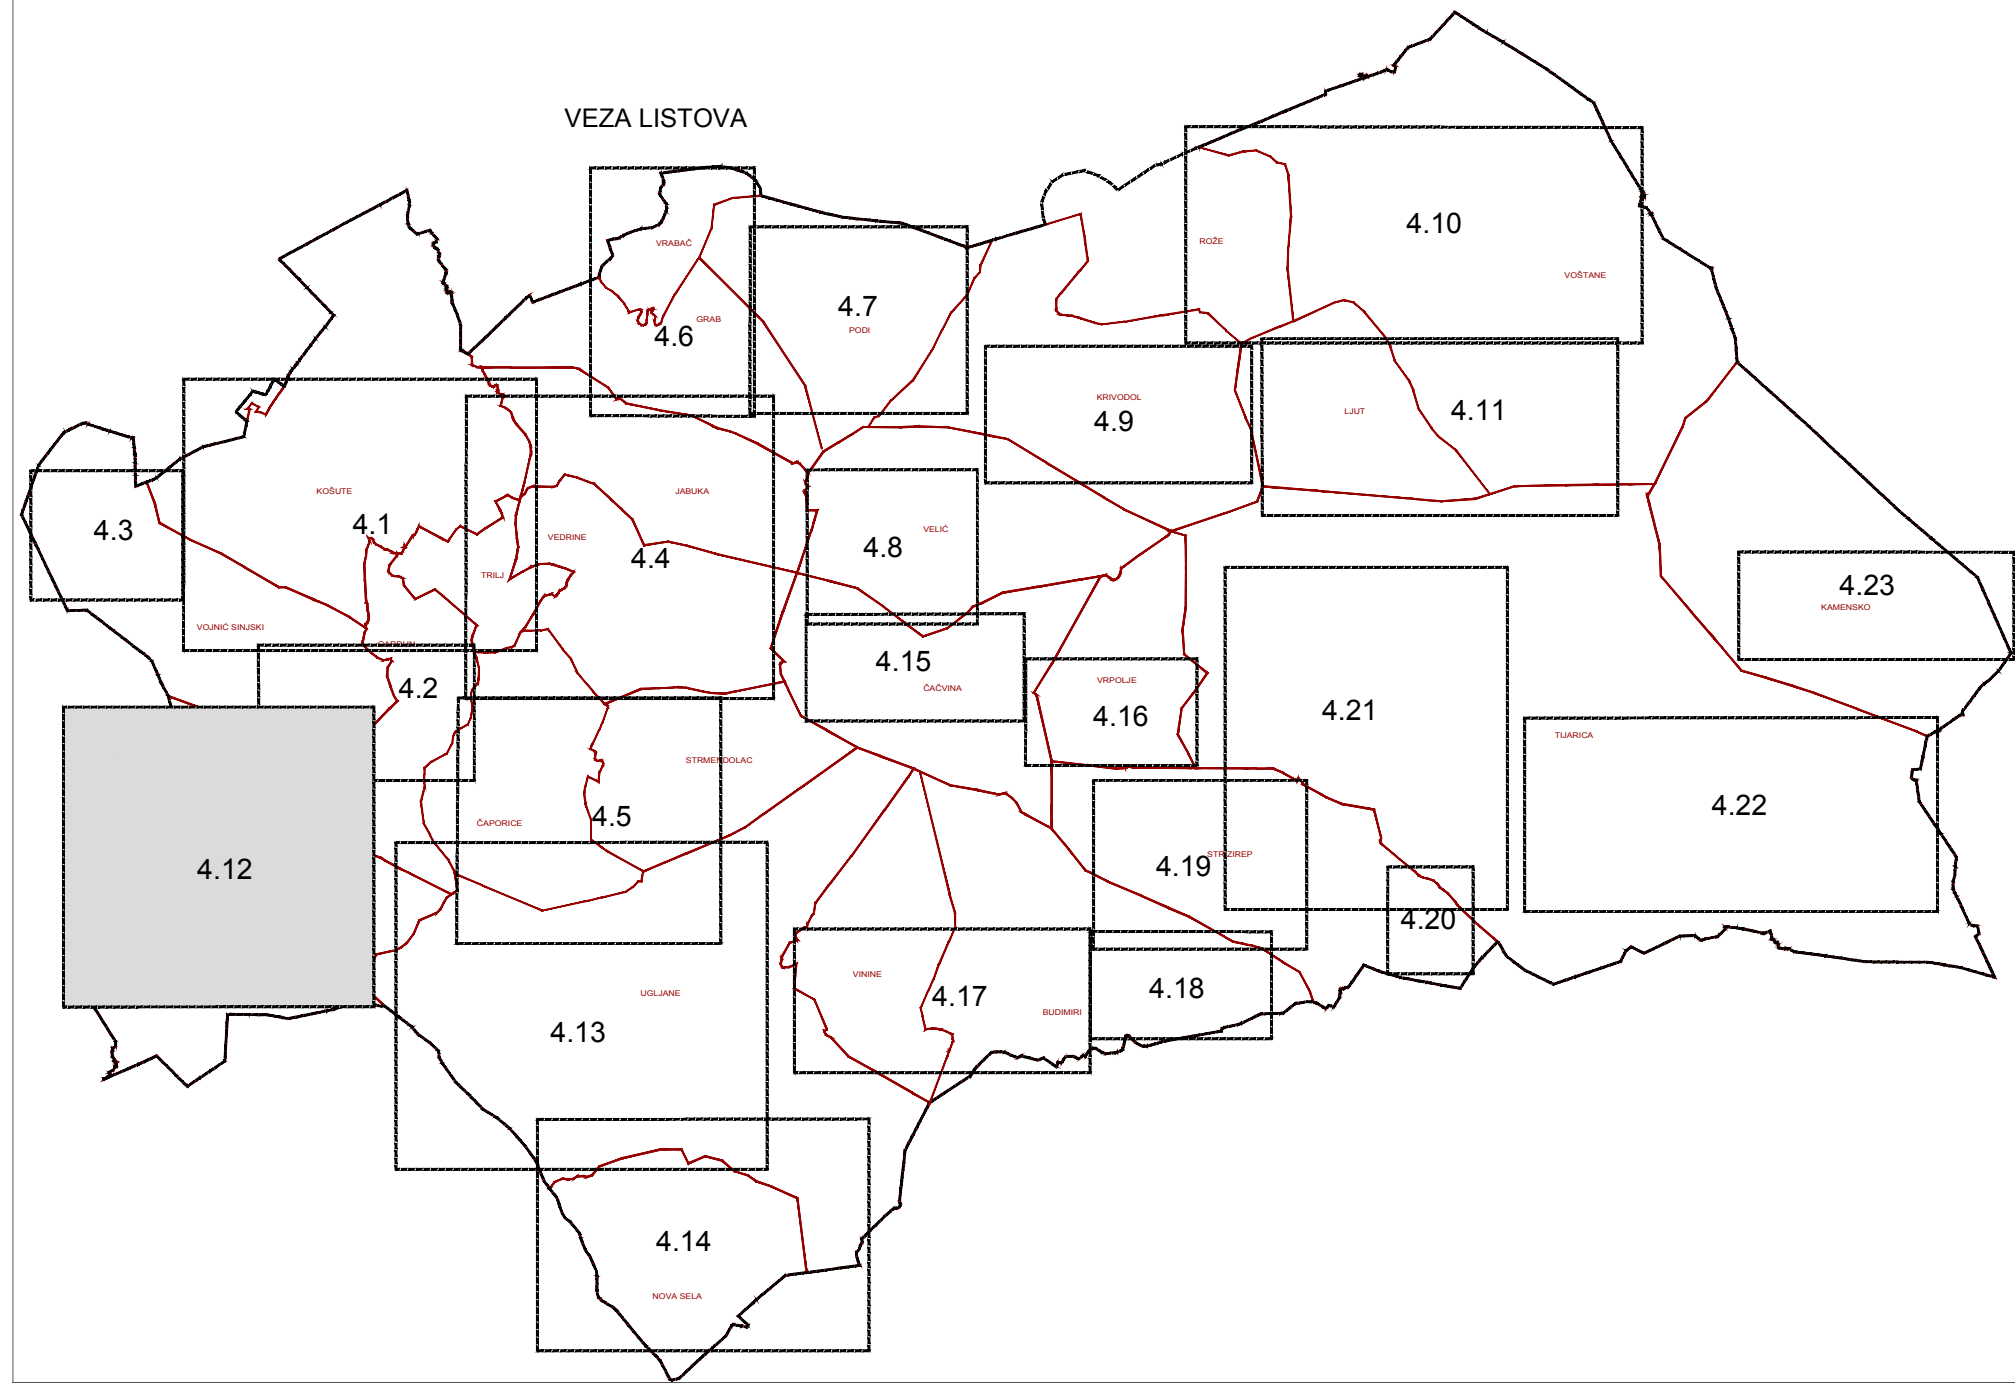 VEZA LISTOVA
4.10
ROŽE
VOŠTANE
VRABAČ
GRAB
4.6
4.7
PODI
KRIVODOL
4.9
LJUT
4.11
KOŠUTE
4.1
4.3
JABUKA
VEDRINE
4.4
TRILJ
VELIĆ
4.8
4.23
KAMENSKO
VOJNIĆ SINJSKI
GARDUN
4.2
4.15
ČAČVINA
VRPOLJE
4.16
4.21
TIJARICA
4.22
STRMENDOLAC
ČAPORICE
4.5
4.12
STRIZIREP
4.19
4.20
VININE
4.17
BUDIMIRI
4.18
UGLJANE
4.13
4.14
NOVA SELA